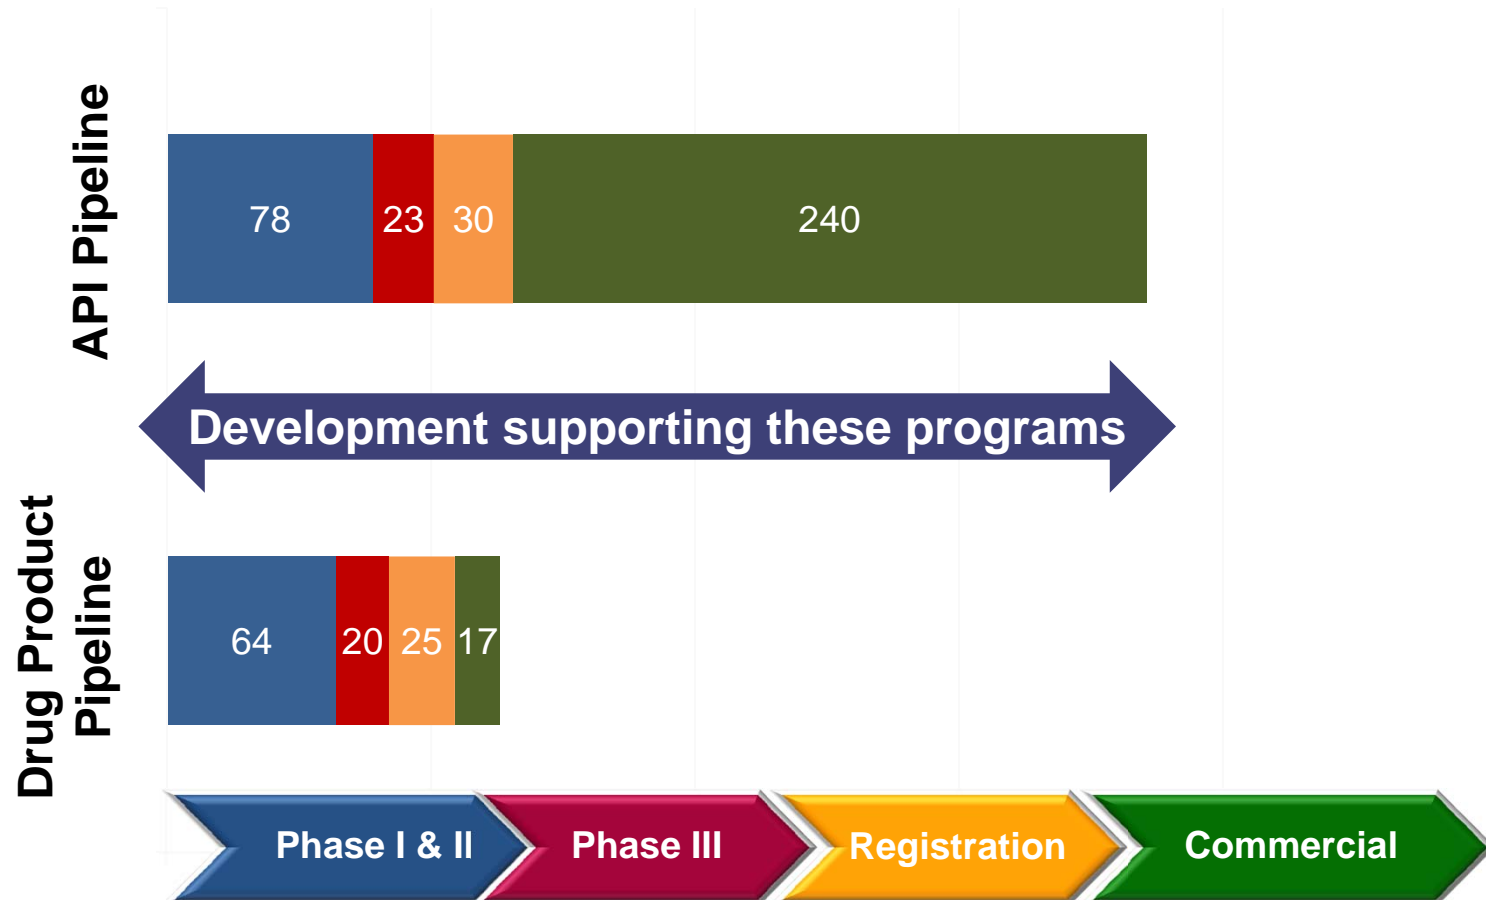 API Pipeline
78
23
30
240
Development supporting these programs
Drug Product
Pipeline
64
20
25
17
Phase I & II
Phase III
Registration
Commercial